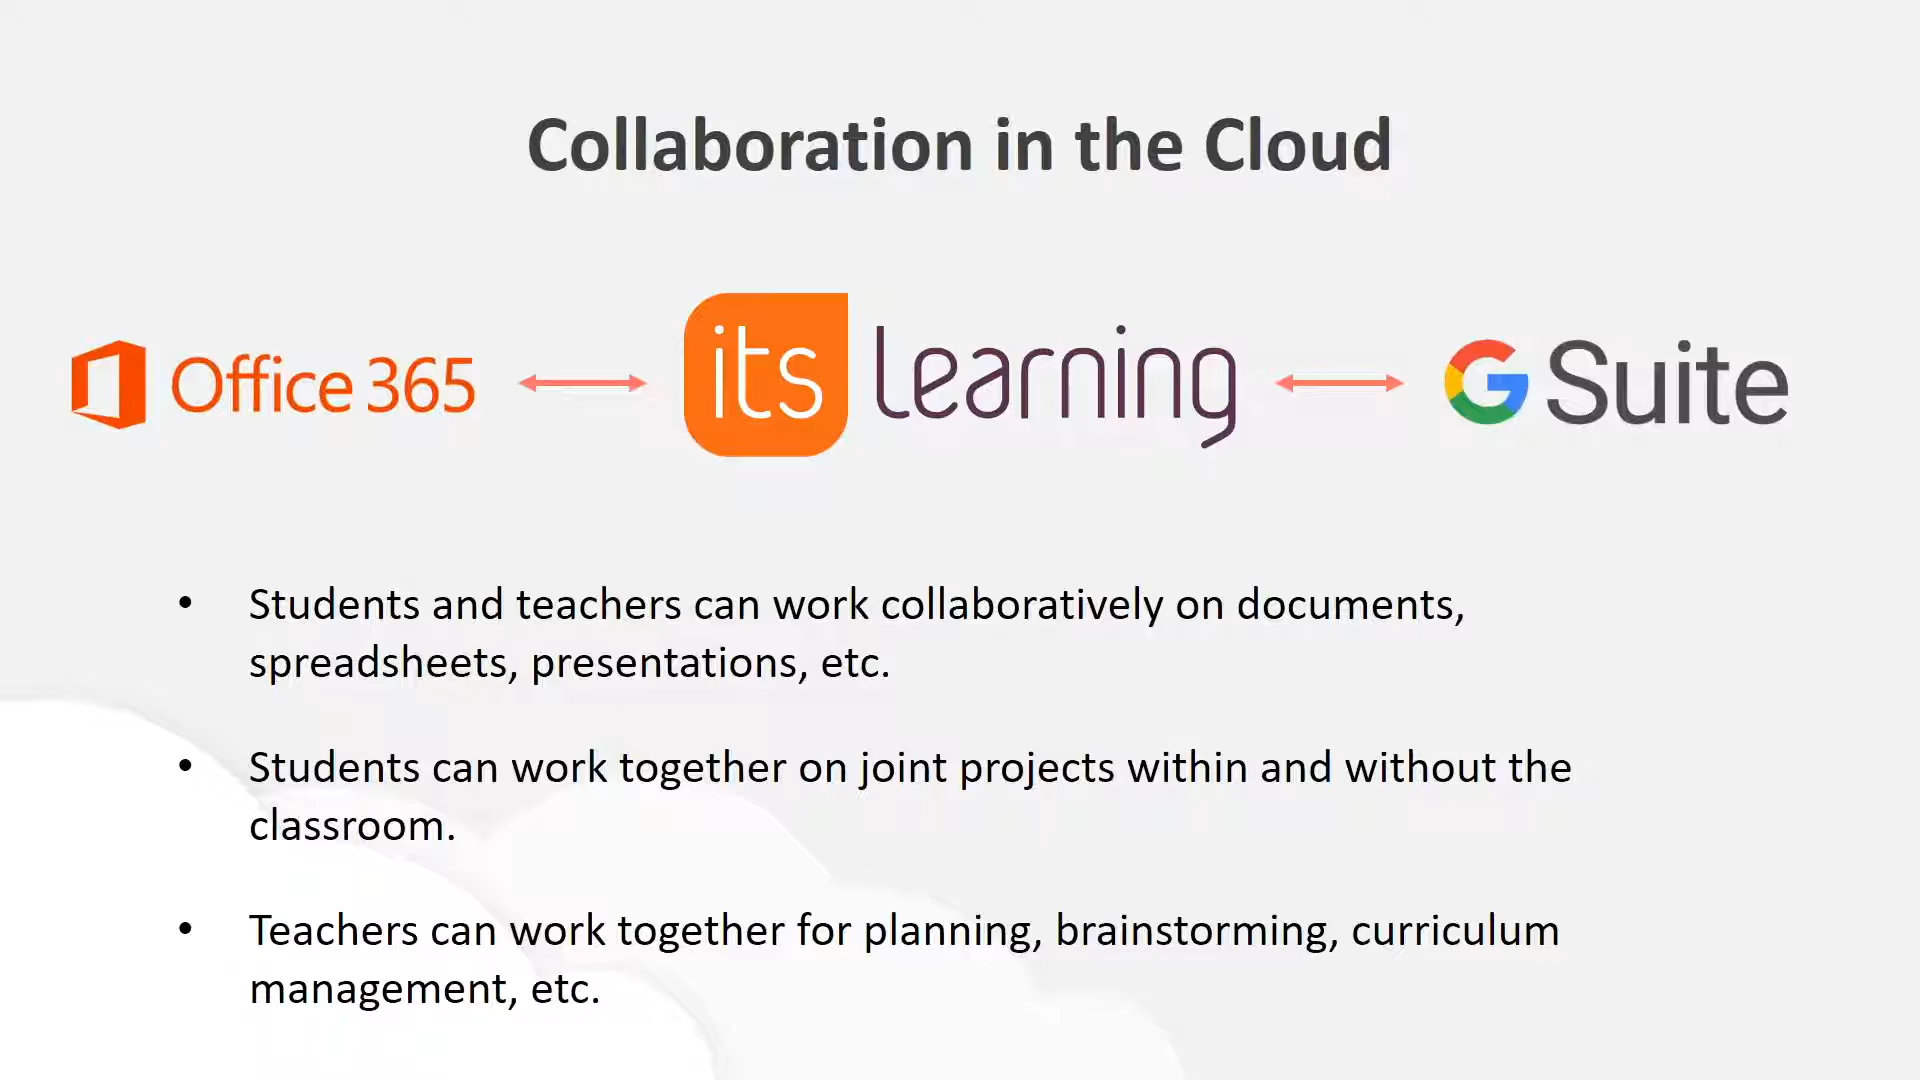 Collaboration in the Cloud
Office 365
its learning
G Suite
• Students and teachers can work collaboratively on documents,
spreadsheets, presentations, etc.
• Students can work together on joint projects within and without the
classroom.
• Teachers can work together for planning, brainstorming, curriculum
management, etc.